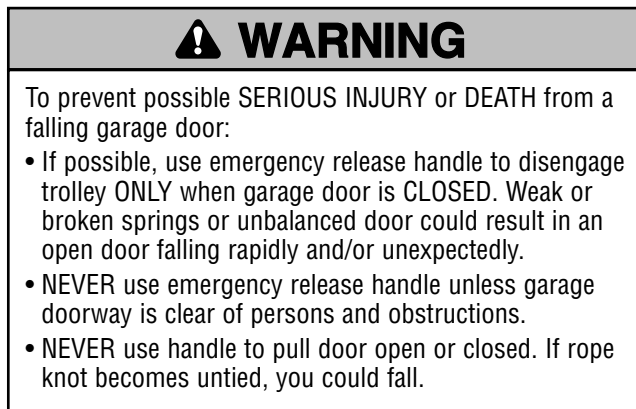 WARNING
To prevent possible SERIOUS INJURY or DEATH from a
falling garage door:
• If possible, use emergency release handle to disengage
trolley ONLY when garage door is CLOSED. Weak or
broken springs or unbalanced door could result in an
open door falling rapidly and/or unexpectedly.
• NEVER use emergency release handle unless garage
doorway is clear of persons and obstructions.
• NEVER use handle to pull door open or closed. If rope
knot becomes untied, you could fall.